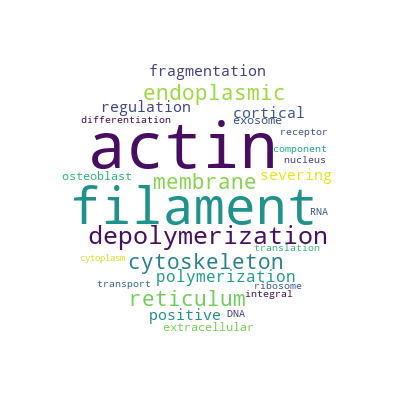 fragmentation
endoplasmic
regulation cortical
differentiation exosome
actin receptor
component
nucleus
osteoblast membrane severing
filament RNA
depolymerization
translation
cytoplasm cytoskeleton
polymerization
transport ribosome
reticulum integral
positive DNA
extracellular